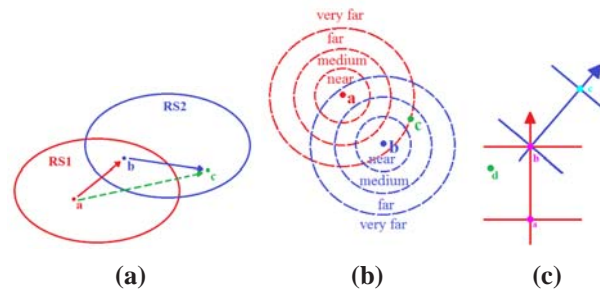 RS2
RS1
b
c
a
(a)
very far
far
medium
near
a
c
b
near
medium
far
very far
(b)
c
b
d
a
(c)